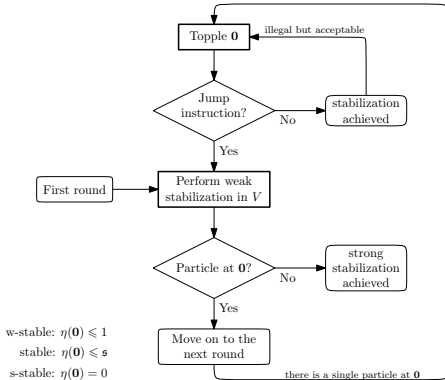 Topple 0
illegal but acceptable
Jump
instruction?
No
stabilization
achieved
Yes
First round
Perform weak
stabilization in V
Particle at 0?
No
strong
stabilization
achieved
Yes
w-stable: η(0) ⩽ 1
stable: η(0) ⩽ 𝔰
s-stable: η(0) = 0
Move on to the
next round
there is a single particle at 0